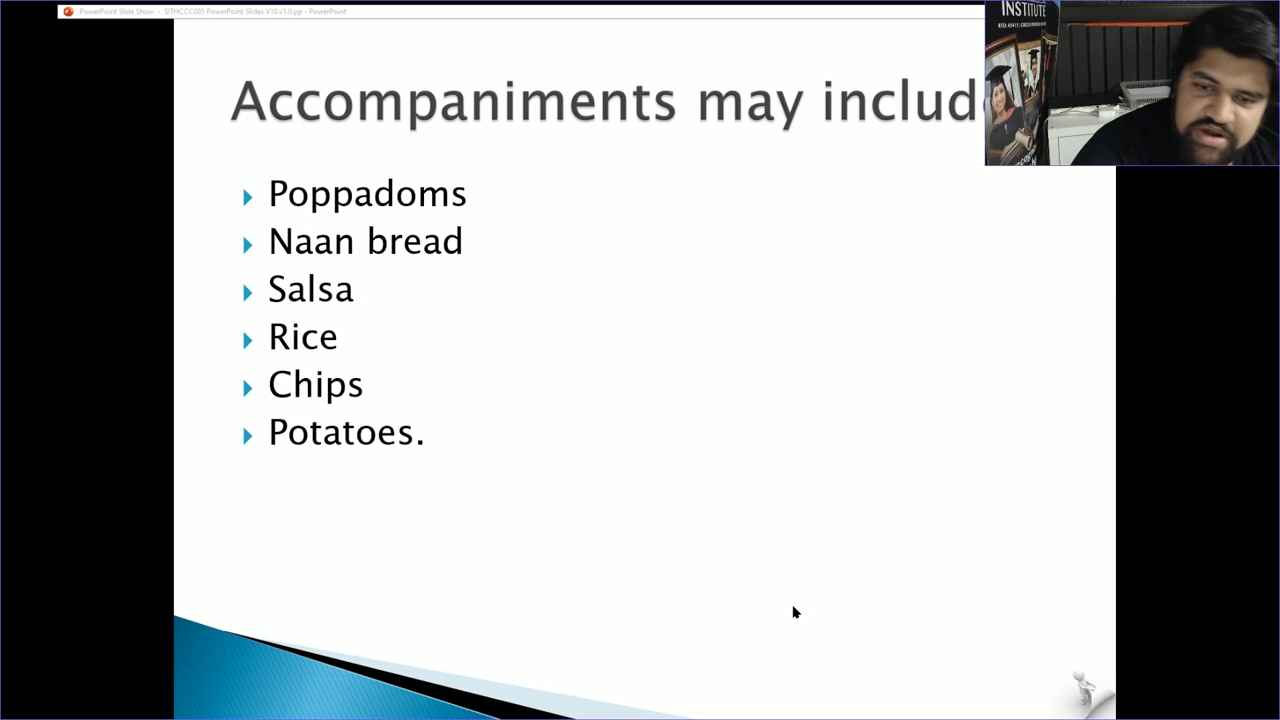 PowerPoint Slide Show - SITHCCC005 PowerPoint Slides V10.v1.0.pp - PowerPoint
INSTITUTE
Accompaniments may includ
Poppadoms
Naan bread
Salsa
Rice
Chips
Potatoes.